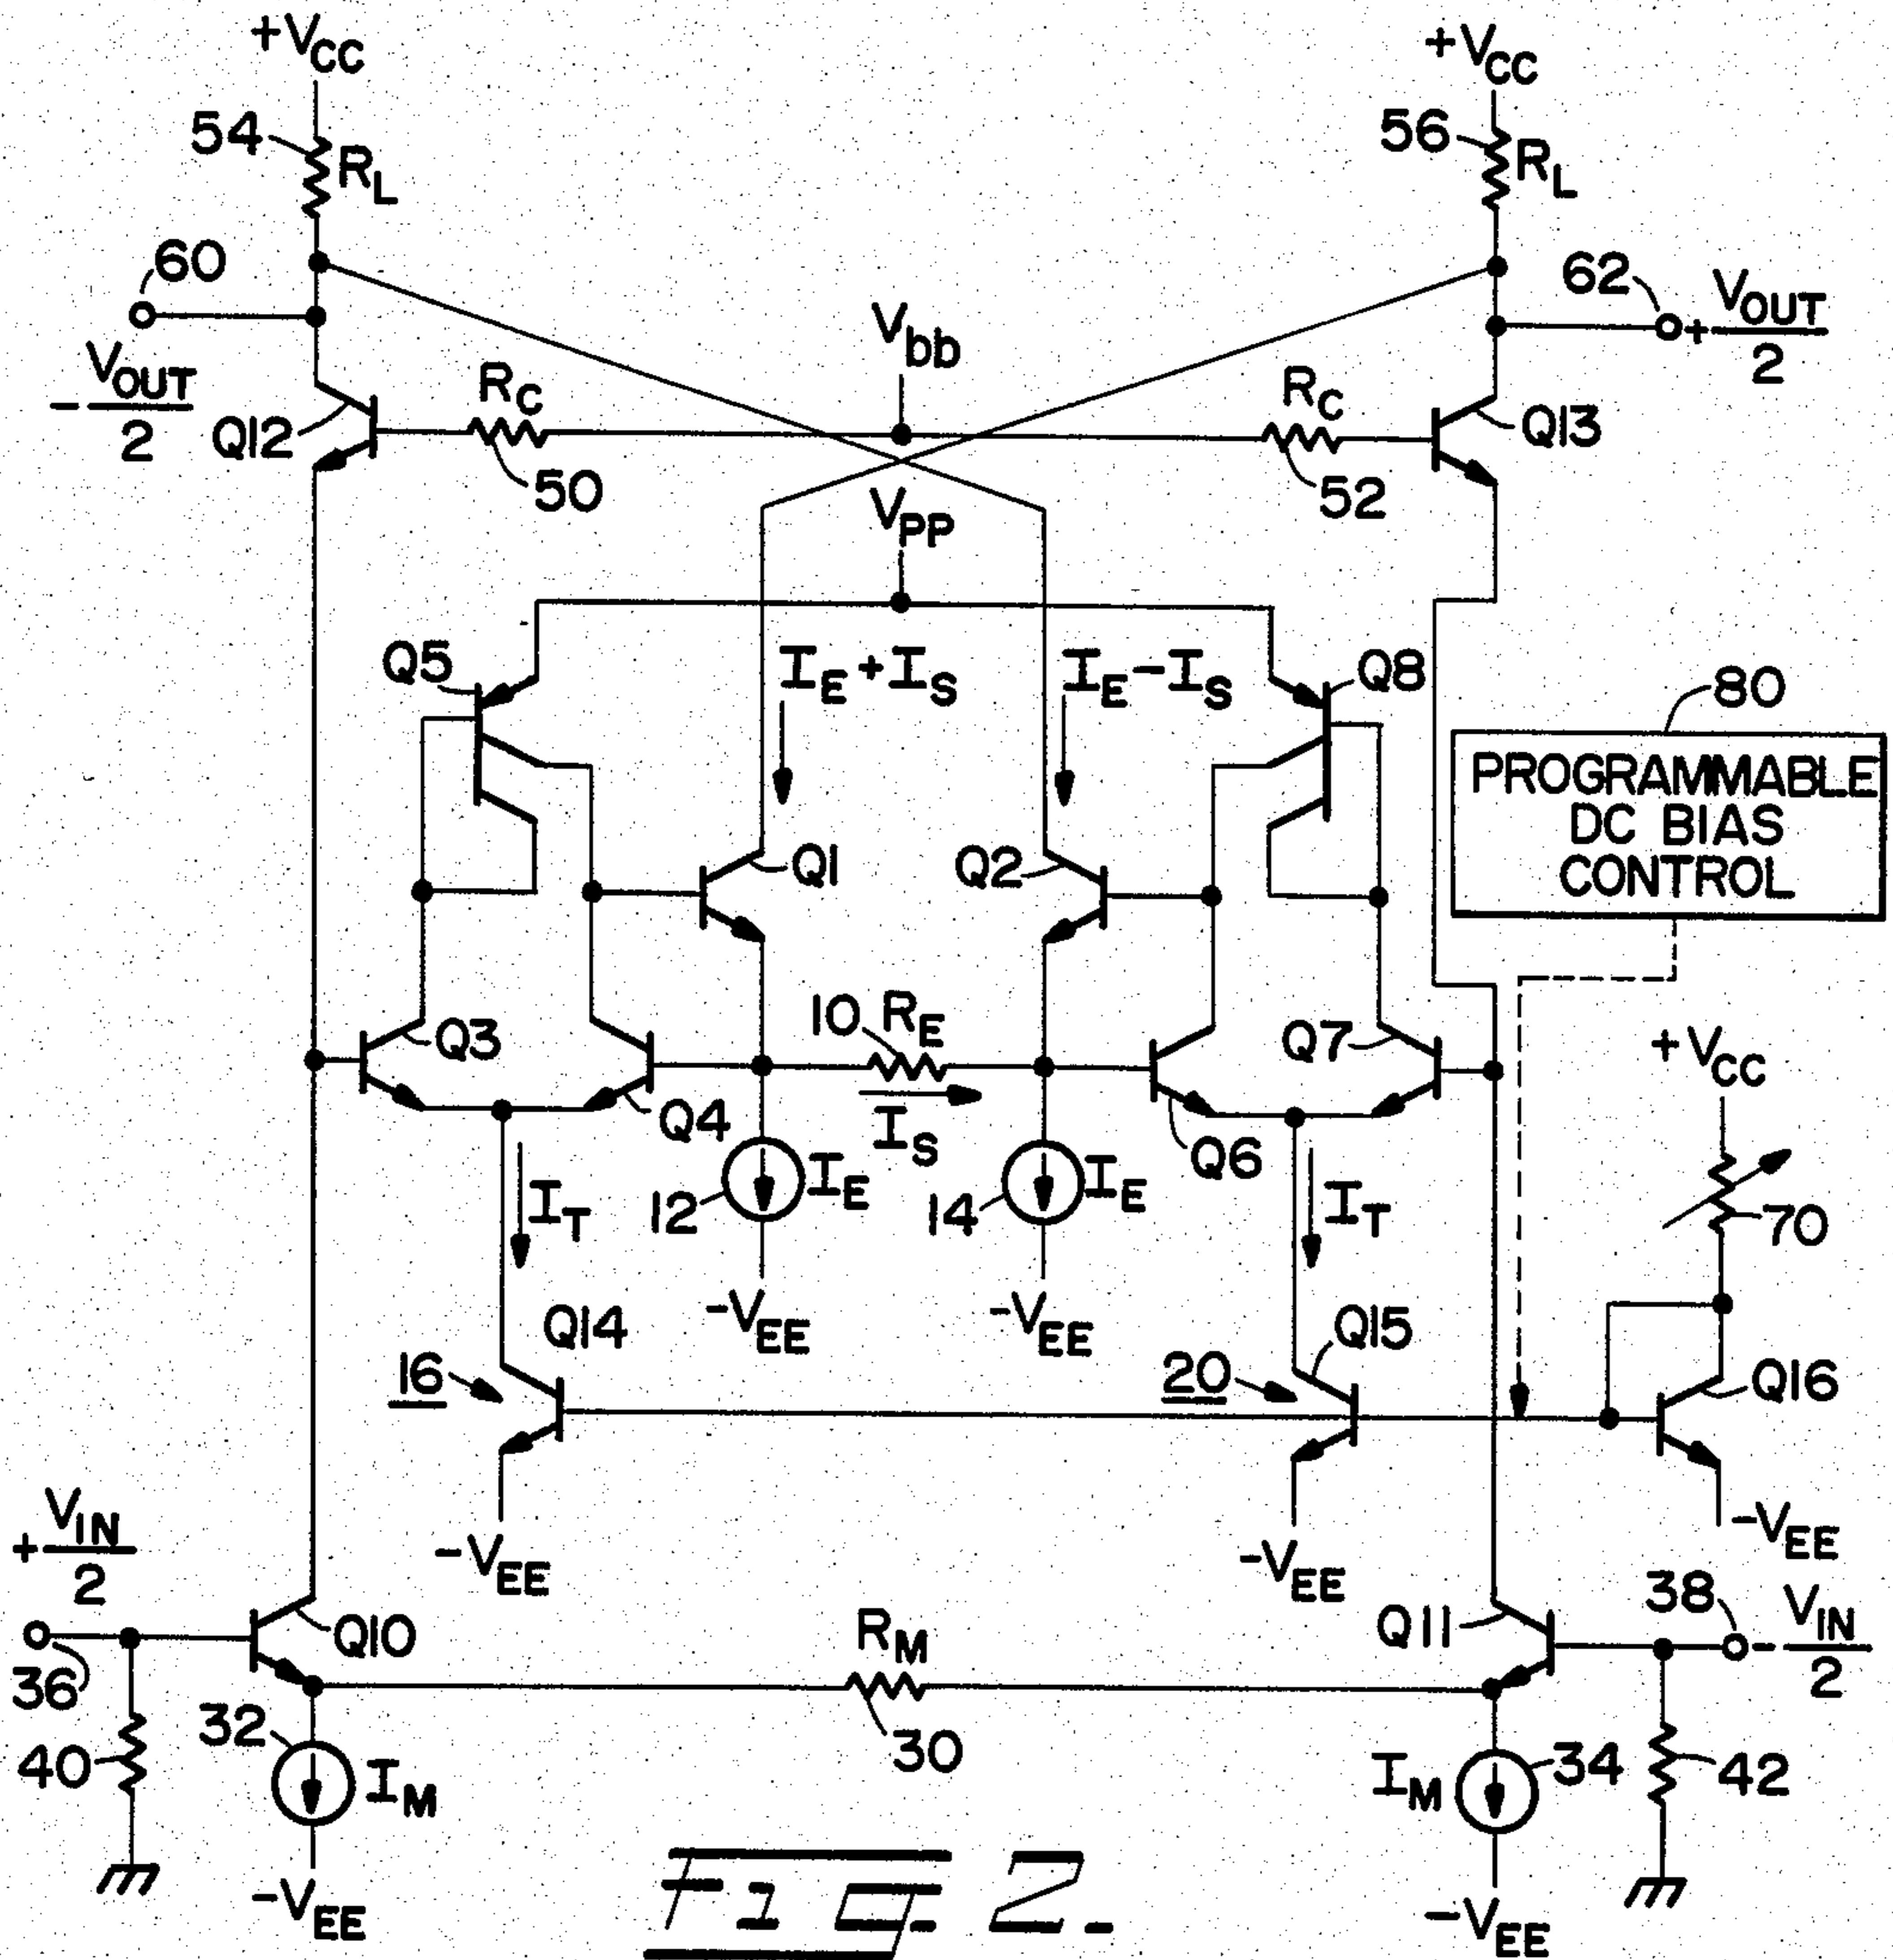 +VCC
+VCC
54
RL
56
RL
60
62
Vbb
+VOUT/2
-VOUT/2
RC
RC
Q12
Q13
50
52
VPP
Q5
IE+IS
IE-IS
Q8
80
PROGRAMMABLE
DC BIAS
CONTROL
Q1
Q2
Q3
10
RE
Q7
+VCC
Q4
IS
Q6
IT
12
IE
14
IE
IT
70
-VEE
-VEE
Q14
Q15
16
20
Q16
-VEE
-VEE
-VEE
+VIN/2
38
-VIN/2
Q10
RM
Q11
36
32
30
40
IM
IM
34
42
-VEE
-VEE
FIG. 2.